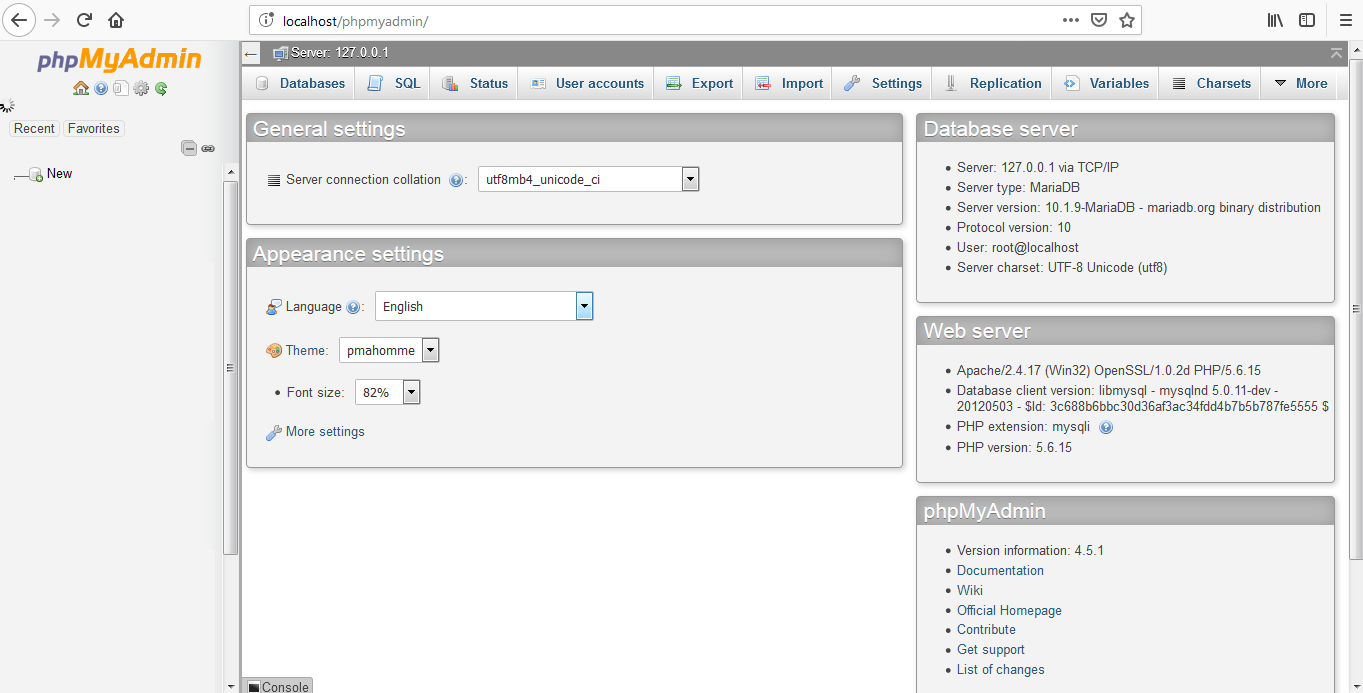 localhost/phpmyadmin/
phpMyAdmin
Recent Favorites
New
Server: 127.0.0.1
Databases SQL Status User accounts Export Import Settings Replication Variables Charsets More
General settings
Server connection collation : utf8mb4_unicode_ci
Appearance settings
Language : English
Theme: pmahomme
Font size: 82%
More settings
Database server
Server: 127.0.0.1 via TCP/IP
Server type: MariaDB
Server version: 10.1.9-MariaDB - mariadb.org binary distribution
Protocol version: 10
User: root@localhost
Server charset: UTF-8 Unicode (utf8)
Web server
Apache/2.4.17 (Win32) OpenSSL/1.0.2d PHP/5.6.15
Database client version: libmysql - mysqlnd 5.0.11-dev -
20120503 - $Id: 3c688b6bbc30d36af3ac34fdd4b7b5b787fe5555 $
PHP extension: mysqli
PHP version: 5.6.15
phpMyAdmin
Version information: 4.5.1
Documentation
Wiki
Official Homepage
Contribute
Get support
List of changes
Console